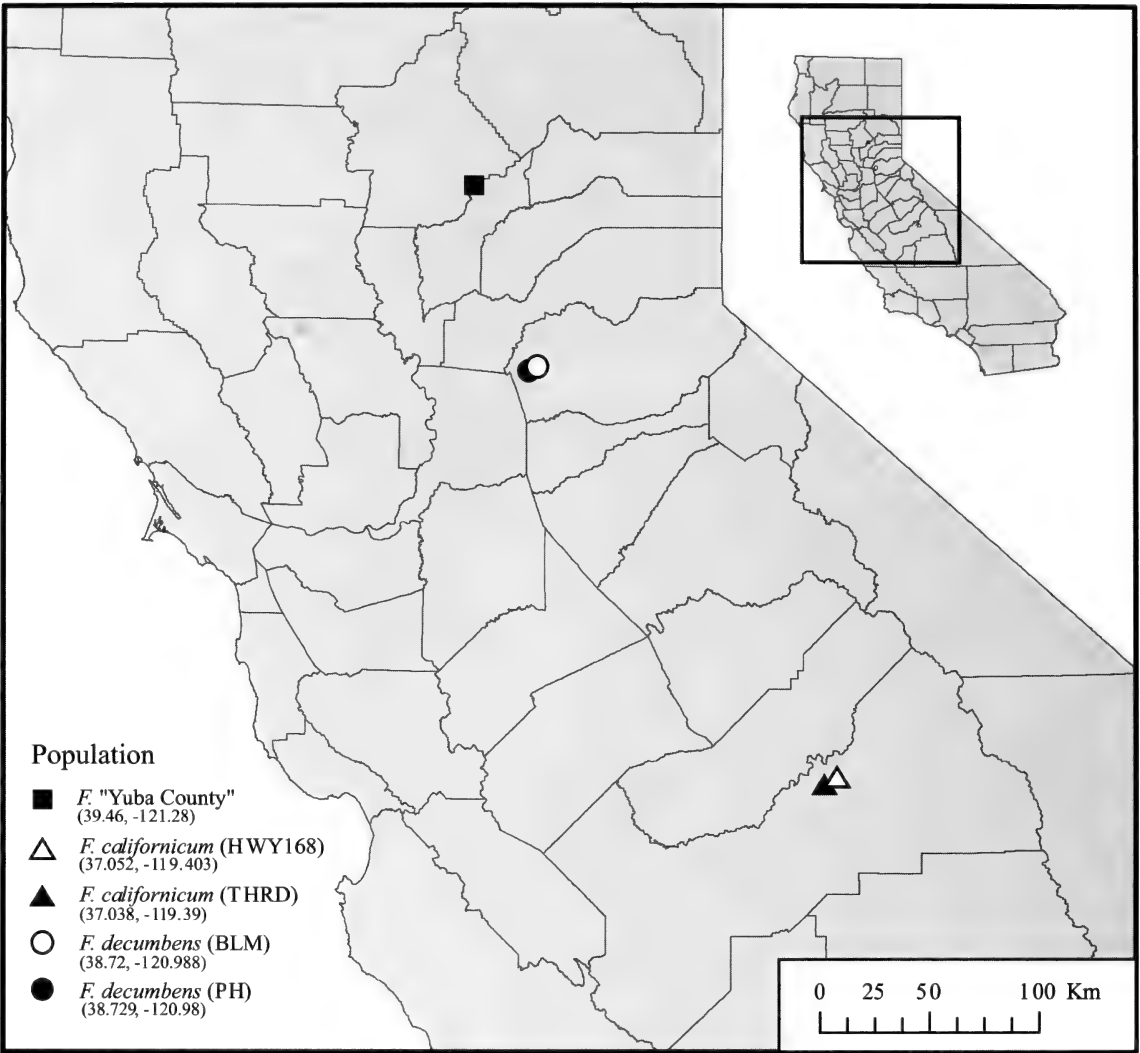 Population
F. "Yuba County"
(39.46, -121.28)
F. californicum (HWY168)
(37.052, -119.403)
F. californicum (THRD)
(37.038, -119.39)
F. decumbens (BLM)
(38.72, -120.988)
F. decumbens (PH)
(38.729, -120.98)
0 25 50 100 Km